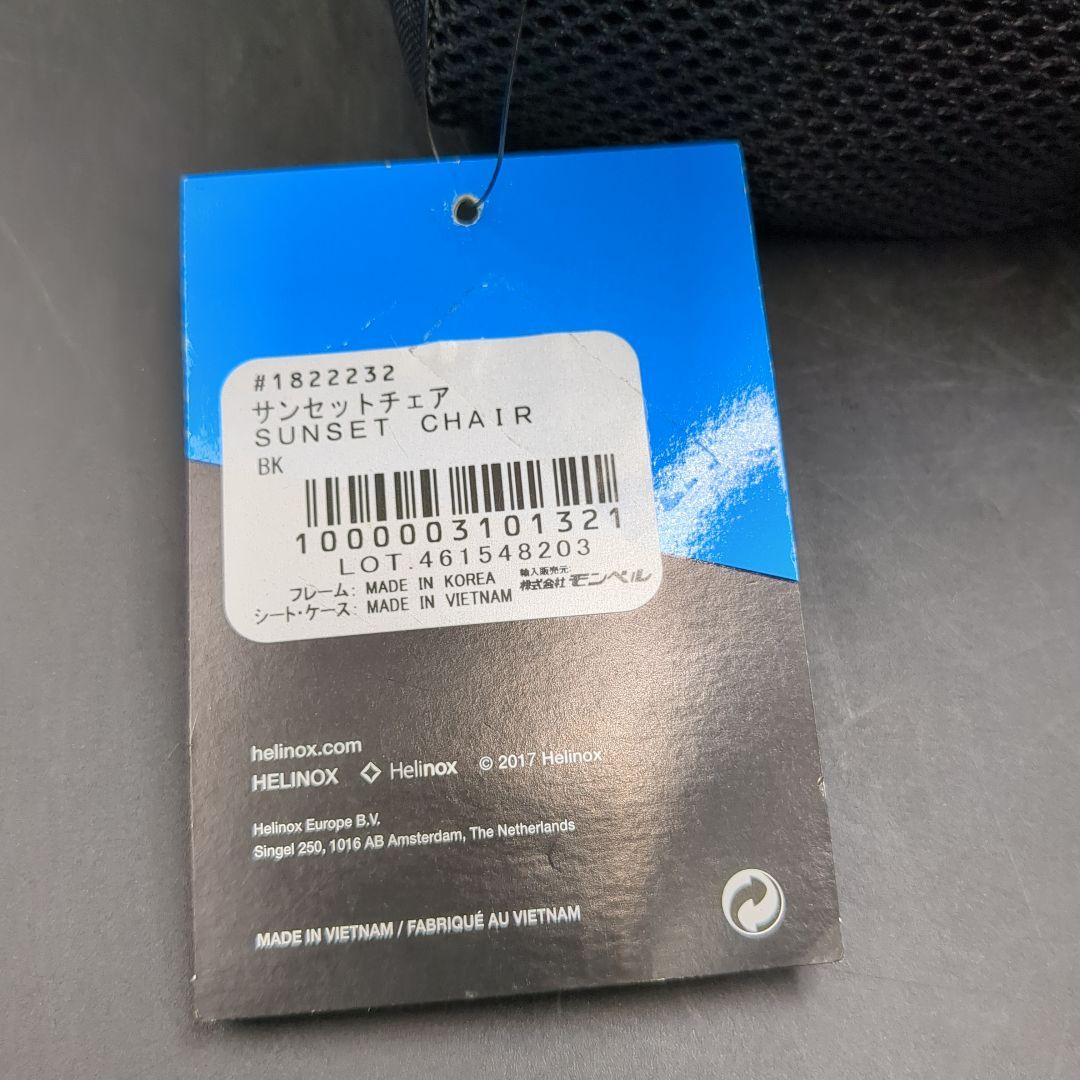 #1822232
サンセットチェア
SUNSET CHAIR
BK
1000003101321
LOT.461548203
フレーム: MADE IN KOREA
シート・ケース: MADE IN VIETNAM
輸入販売元:
株式会社 モンベル
helinox.com
HELINOX Helinox © 2017 Helinox
Helinox Europe B.V.
Singel 250, 1016 AB Amsterdam, The Netherlands
MADE IN VIETNAM / FABRIQUÉ AU VIETNAM